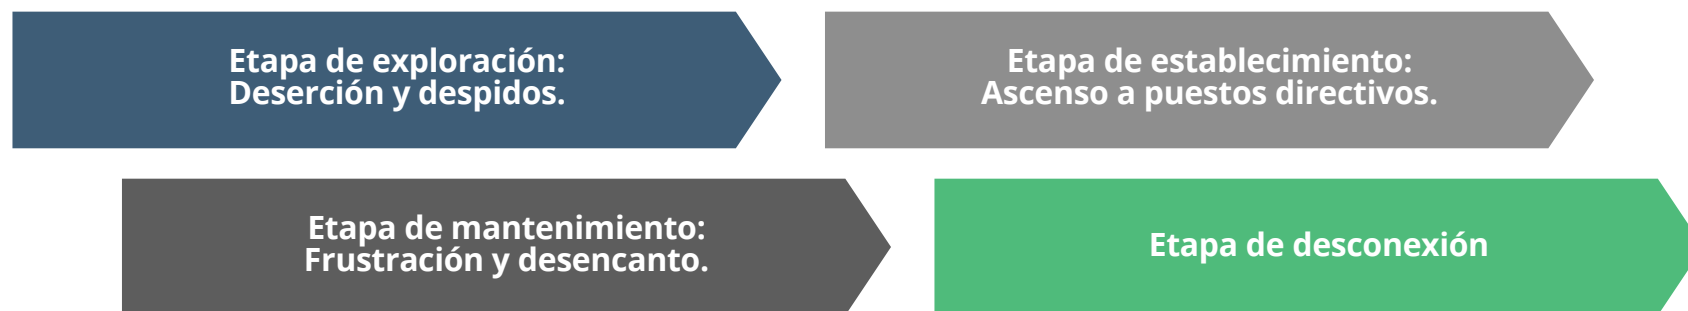 Etapa de exploración:
Deserción y despidos.
Etapa de establecimiento:
Ascenso a puestos directivos.
Etapa de mantenimiento:
Frustración y desencanto.
Etapa de desconexión